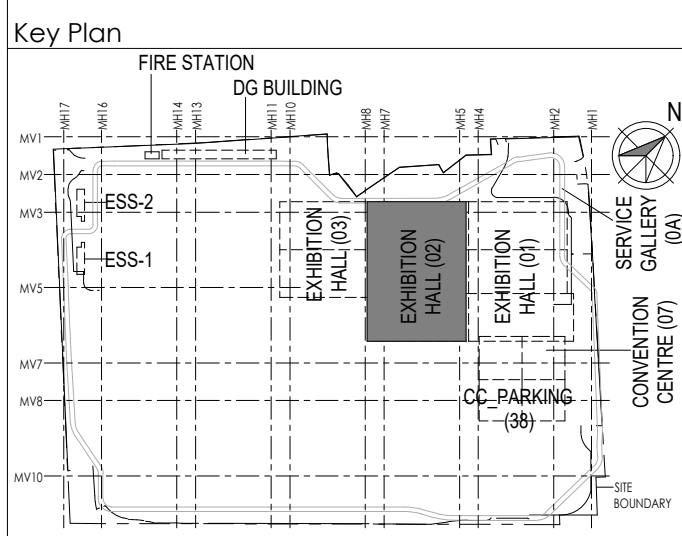 Key Plan
FIRE STATION
DG BUILDING
MH17
MH16
MH14
MH13
MH11
MH10
MH8
MH7
MH5
MH4
MH2
MH1
N
MV1
MV2
MV3
MV5
MV7
MV8
MV10
ESS-2
ESS-1
EXHIBITION
HALL (03)
EXHIBITION
HALL (02)
EXHIBITION
HALL (01)
SERVICE
GALLERY
(0A)
CONVENTION
CENTRE (07)
CC_PARKING
(38)
SITE
BOUNDARY